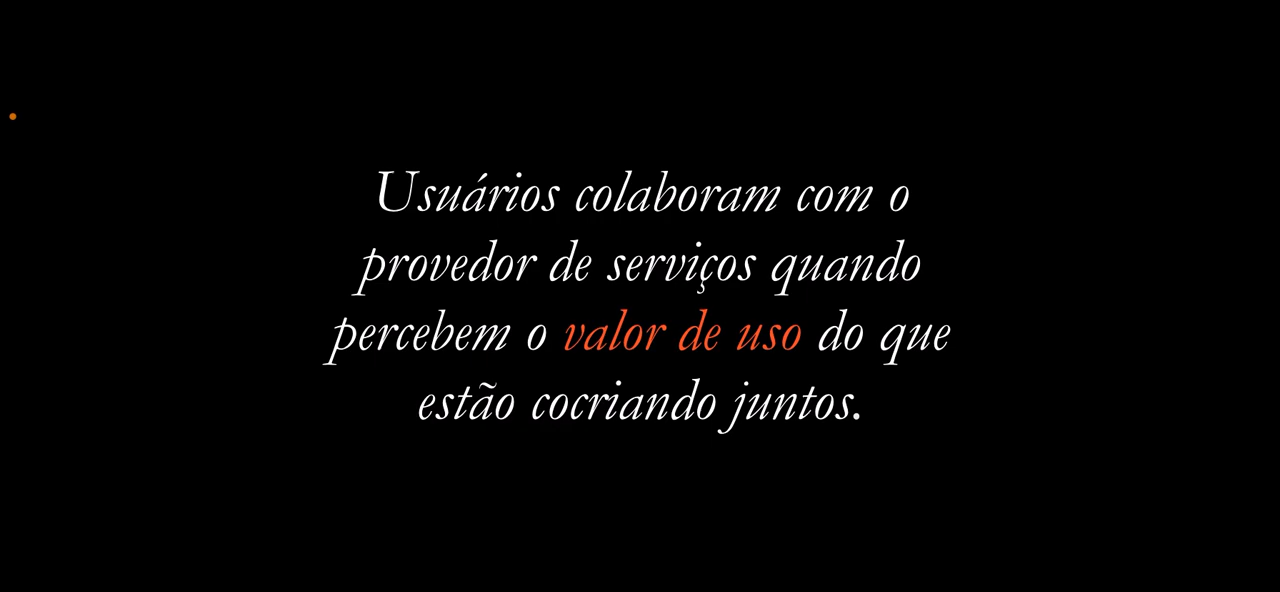 Usuários colaboram com o
provedor de serviços quando
percebem o valor de uso do que
estão cocriando juntos.